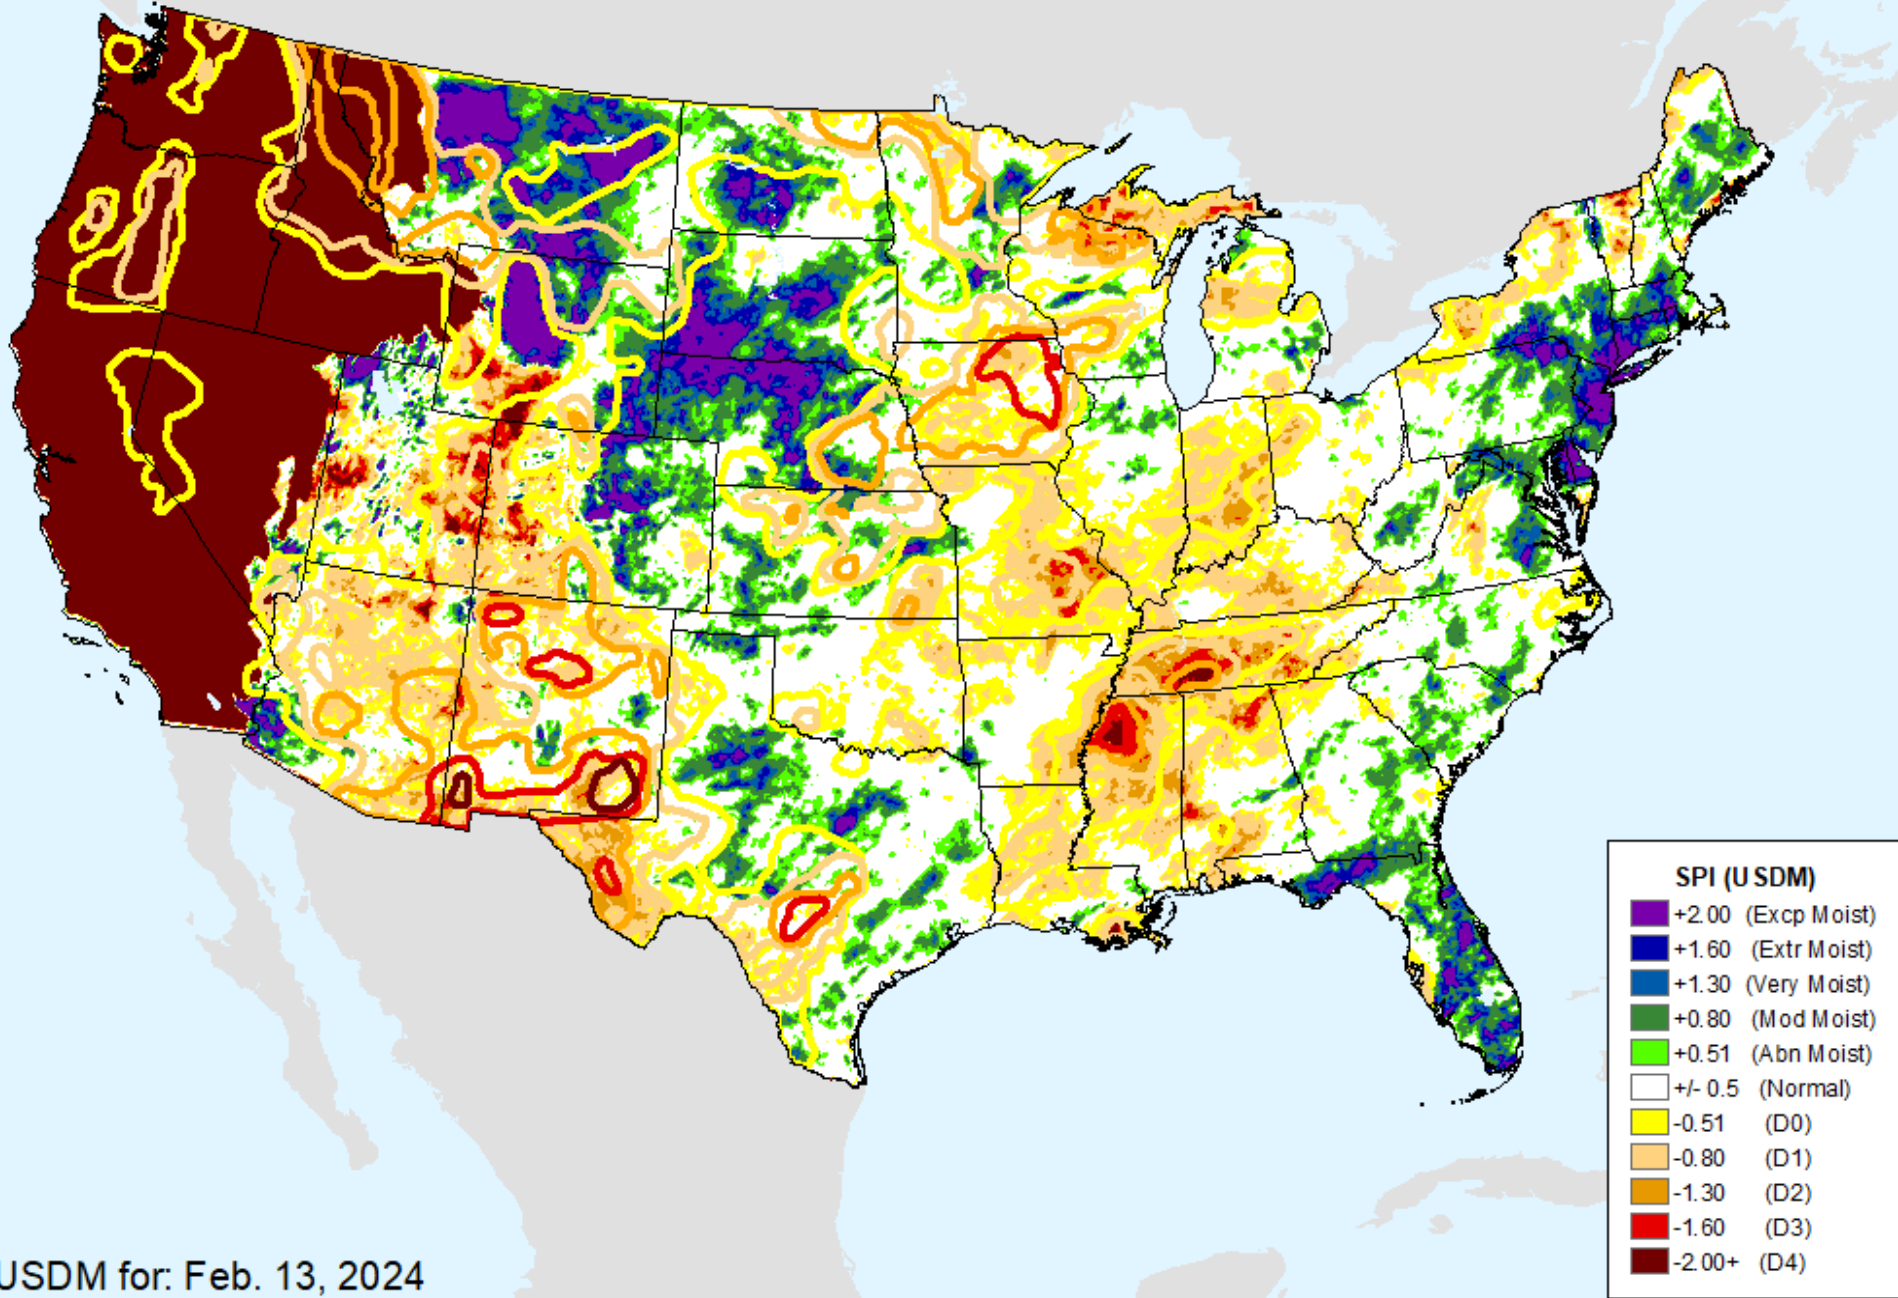 SPI (USDM)
+2.00 (Excp Moist)
+1.60 (Extr Moist)
+1.30 (Very Moist)
+0.80 (Mod Moist)
+0.51 (Abn Moist)
+/- 0.5 (Normal)
-0.51 (D0)
-0.80 (D1)
-1.30 (D2)
-1.60 (D3)
-2.00+ (D4)
USDM for: Feb. 13, 2024